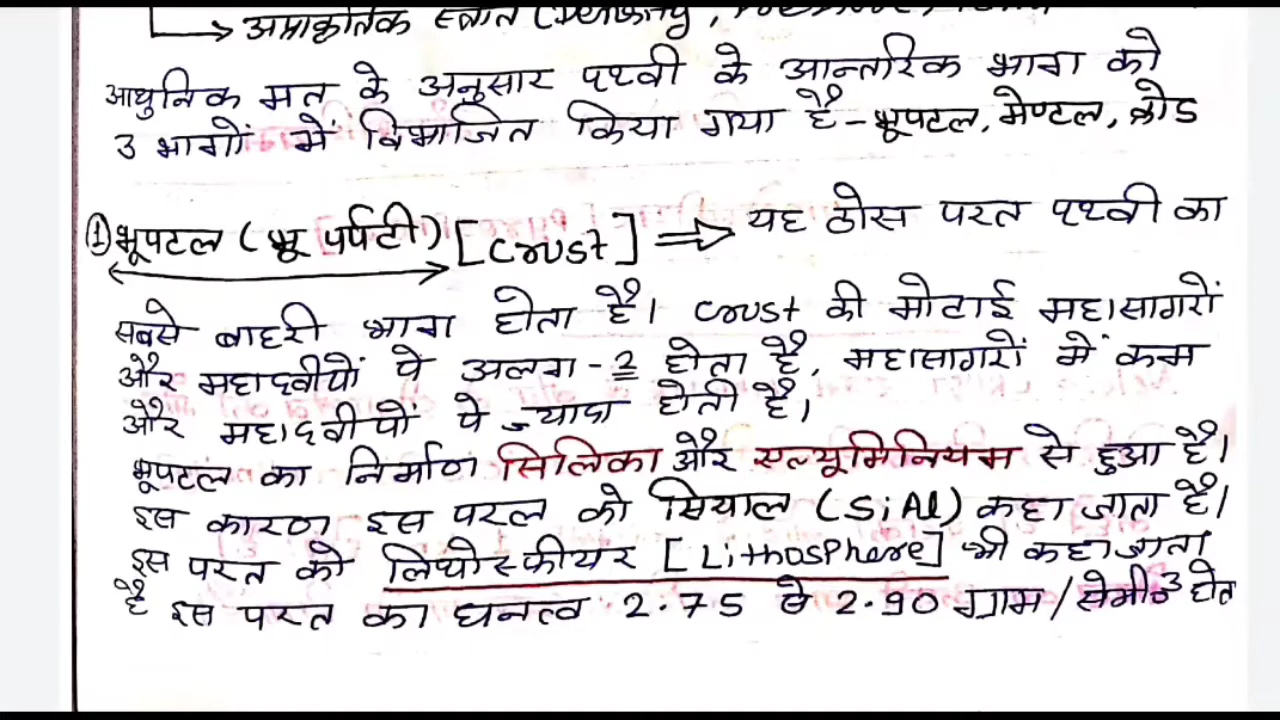 → अप्राकृतिक स्त्रोत (Density,
आधुनिक मत के अनुसार पृथ्वी के आन्तरिक भाग को
3 भागों में विभाजित किया गया है - भूपटल, मेण्टल, क्रोड
① भूपटल (भू पर्पटी) [Crust] ⇒ यह ठोस परत पृथ्वी का
सबसे बाहरी भाग होता है। Crust की मोटाई महासागरों
और महाद्वीपों पे अलग - 2 होता है, महासागरों में कम
और महाद्वीपों पे ज्यादा होती है।
भूपटल का निर्माण सिलिका और एल्यूमिनियम से हुआ है।
इस कारण इस परत को सियाल (SiAl) कहा जाता है।
इस परत को लिथोस्फीयर [Lithosphere] भी कहा जाता
है इस परत का घनत्व 2.75 से 2.90 ग्राम/सेमी³ होत